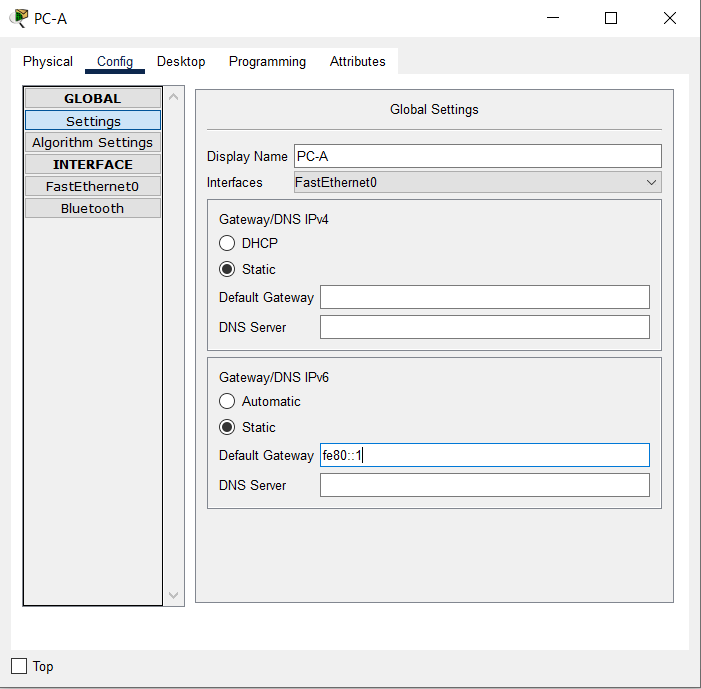 PC-A
Physical Config Desktop Programming Attributes
GLOBAL
Settings
Algorithm Settings
INTERFACE
FastEthernet0
Bluetooth
Global Settings
Display Name PC-A
Interfaces FastEthernet0
Gateway/DNS IPv4
DHCP
Static
Default Gateway
DNS Server
Gateway/DNS IPv6
Automatic
Static
Default Gateway fe80::1
DNS Server
Top